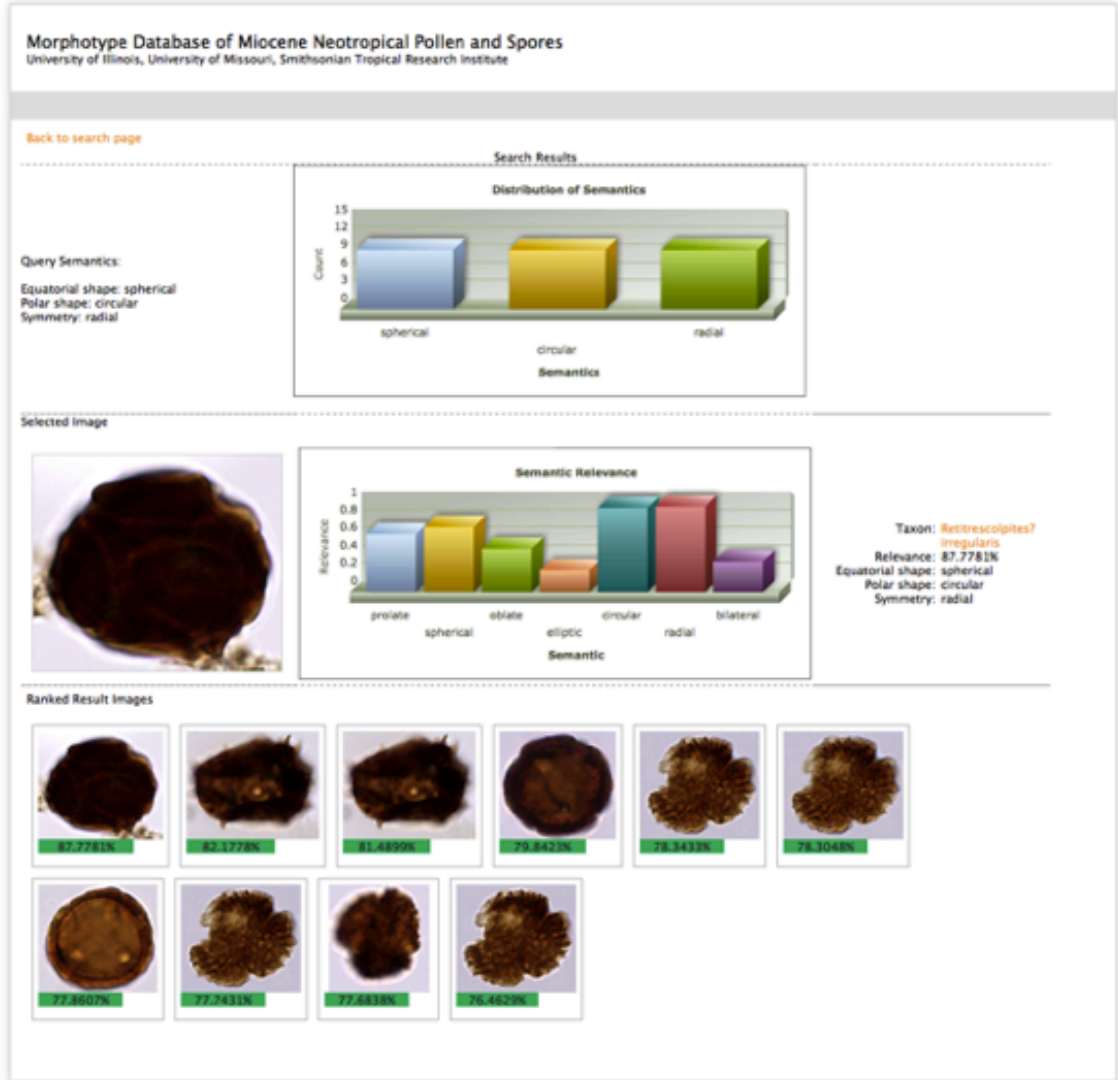 Morphotype Database of Miocene Neotropical Pollen and Spores
University of Illinois, University of Missouri, Smithsonian Tropical Research Institute
Back to search page
Search Results
Query Semantics:
Equatorial shape: spherical
Polar shape: circular
Symmetry: radial
Distribution of Semantics
Count
15
12
9
6
3
0
spherical
circular
radial
Semantics
Selected Image
Semantic Relevance
Relevance
1
0.8
0.6
0.4
0.2
0
prolate
spherical
oblate
elliptic
circular
radial
bilateral
Semantic
Taxon: Retitrescolpites?
irregularis
Relevance: 87.7781%
Equatorial shape: spherical
Polar shape: circular
Symmetry: radial
Ranked Result Images
87.7781%
82.1778%
81.4899%
79.8423%
78.3433%
78.3048%
77.8607%
77.7431%
77.6838%
76.4629%